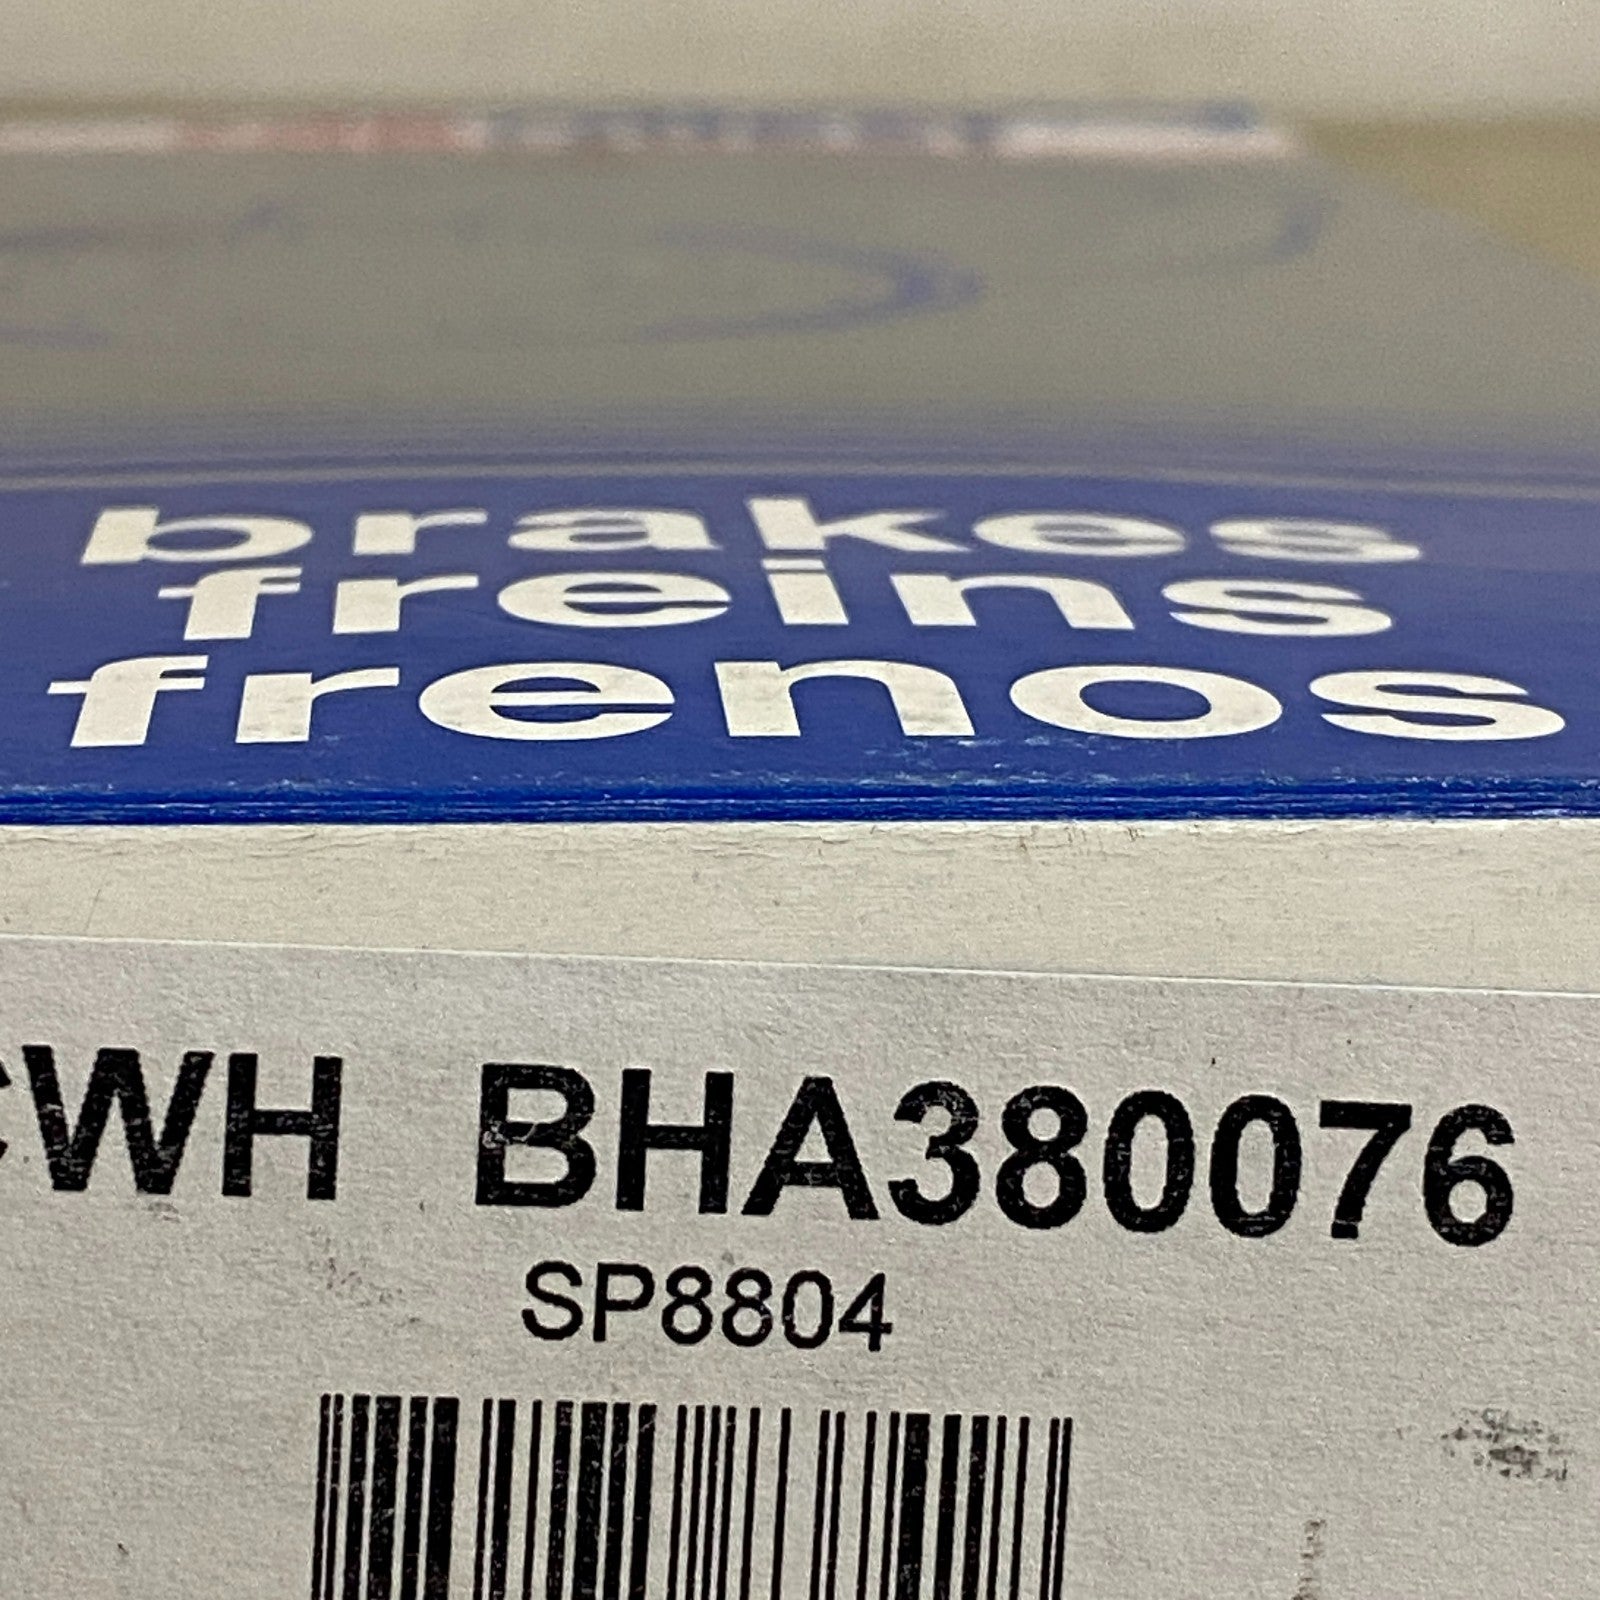 brakes
freins
frenos
CWH BHA380076
SP8804